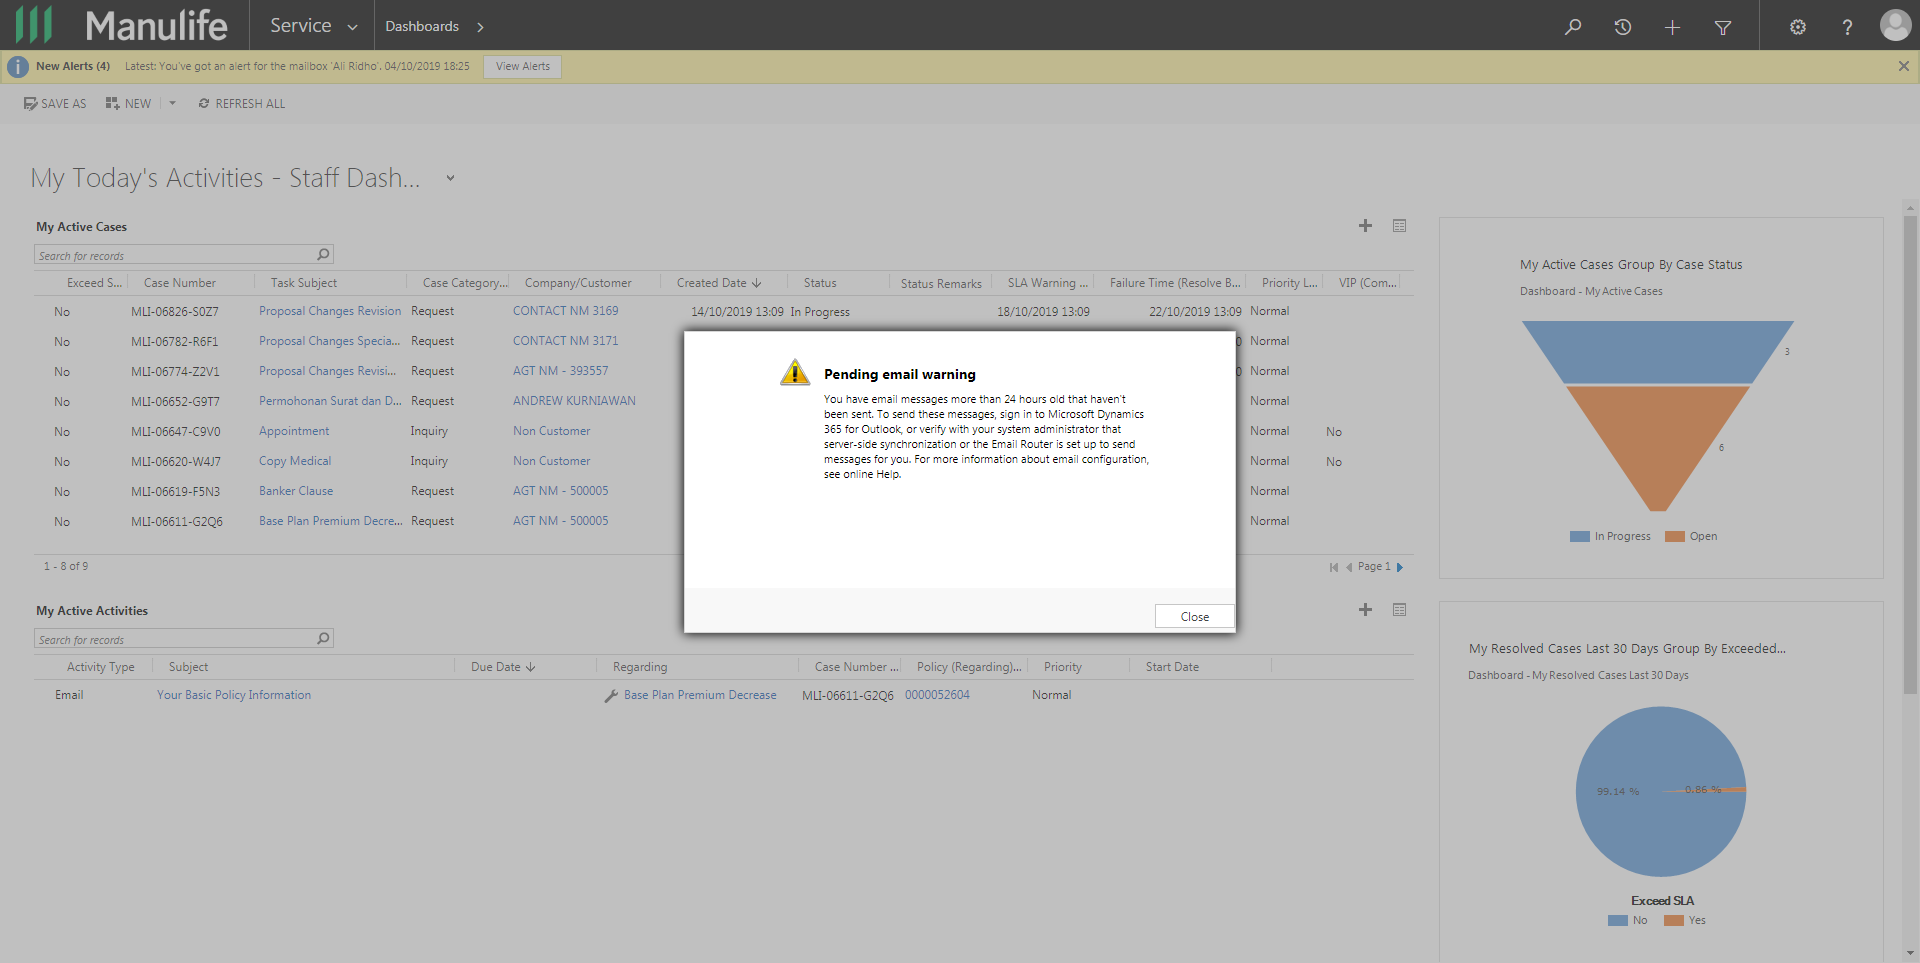 Manulife Service Dashboards
New Alerts (4) Latest: You've got an alert for the mailbox 'Ali Ridho'. 04/10/2019 18:25 View Alerts
SAVE AS NEW REFRESH ALL
My Today's Activities - Staff Dash...
My Active Cases
Search for records
Exceed S... Case Number Task Subject Case Category... Company/Customer Created Date Status Status Remarks SLA Warning ... Failure Time (Resolve B... Priority L... VIP (Com...
No MLI-06826-S0Z7 Proposal Changes Revision Request CONTACT NM 3169 14/10/2019 13:09 In Progress 18/10/2019 13:09 22/10/2019 13:09 Normal
No MLI-06782-R6F1 Proposal Changes Specia... Request CONTACT NM 3171 0 Normal
No MLI-06774-Z2V1 Proposal Changes Revisi... Request AGT NM - 393557 0 Normal
No MLI-06652-G9T7 Permohonan Surat dan D... Request ANDREW KURNIAWAN Normal
No MLI-06647-C9V0 Appointment Inquiry Non Customer Normal No
No MLI-06620-W4J7 Copy Medical Inquiry Non Customer Normal No
No MLI-06619-F5N3 Banker Clause Request AGT NM - 500005 Normal
No MLI-06611-G2Q6 Base Plan Premium Decre... Request AGT NM - 500005 Normal
1 - 8 of 9 Page 1
Pending email warning
You have email messages more than 24 hours old that haven't
been sent. To send these messages, sign in to Microsoft Dynamics
365 for Outlook, or verify with your system administrator that
server-side synchronization or the Email Router is set up to send
messages for you. For more information about email configuration,
see online Help.
Close
My Active Activities
Search for records
Activity Type Subject Due Date Regarding Case Number ... Policy (Regarding)... Priority Start Date
Email Your Basic Policy Information Base Plan Premium Decrease MLI-06611-G2Q6 0000052604 Normal
My Active Cases Group By Case Status
Dashboard - My Active Cases
3
6
In Progress Open
My Resolved Cases Last 30 Days Group By Exceeded...
Dashboard - My Resolved Cases Last 30 Days
99.14 % 0.86 %
Exceed SLA
No Yes